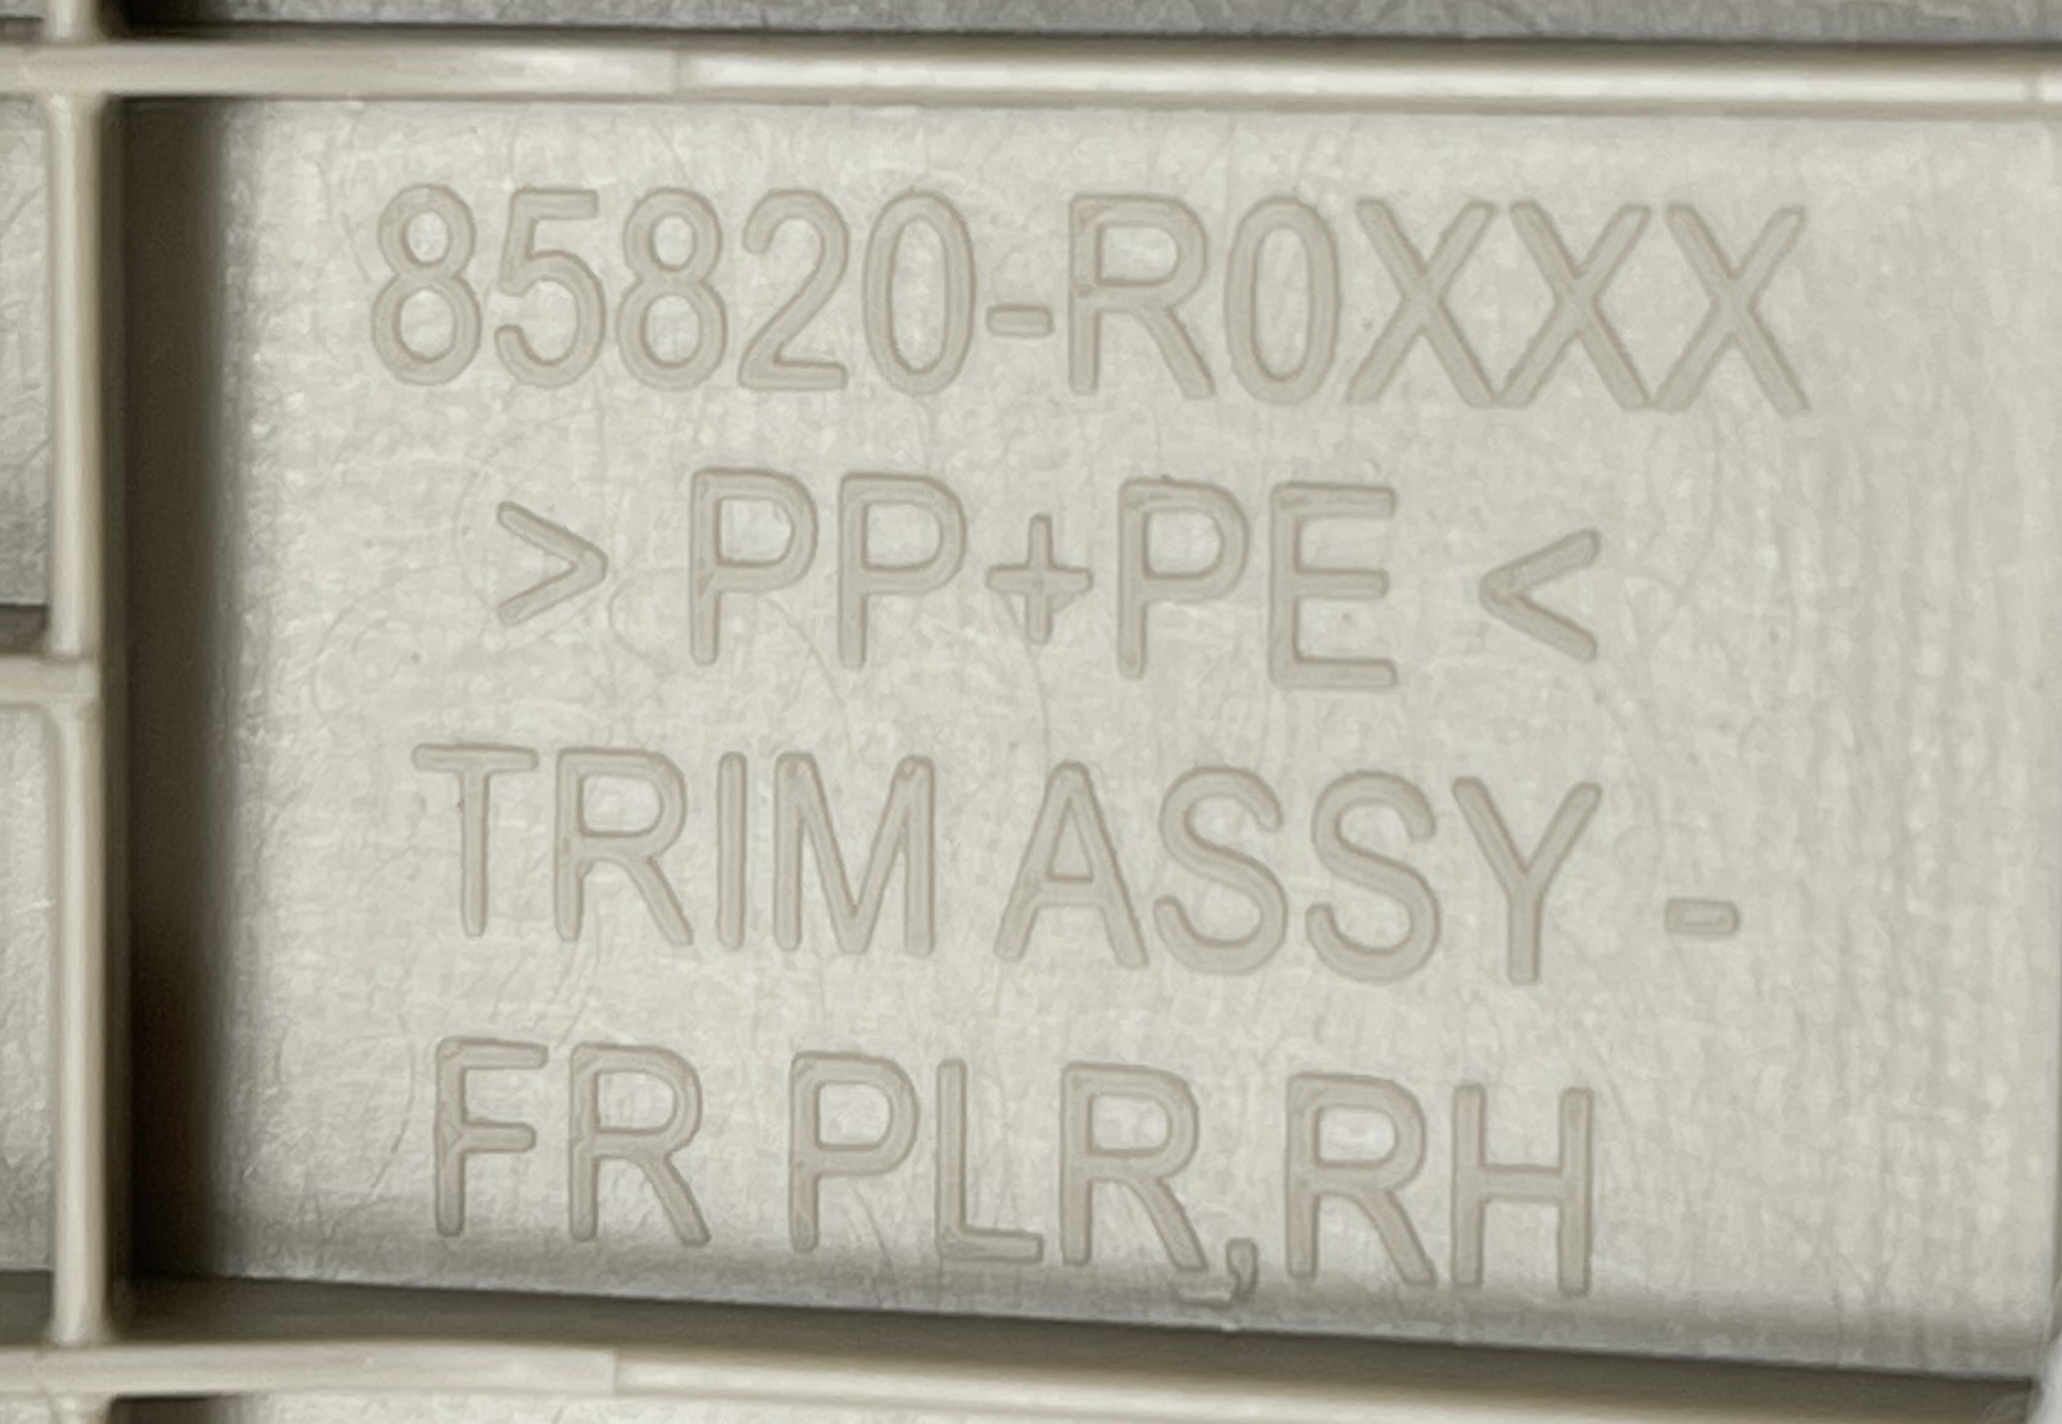 85820-R0XXX
> PP+PE <
TRIM ASSY -
FR PLR,RH